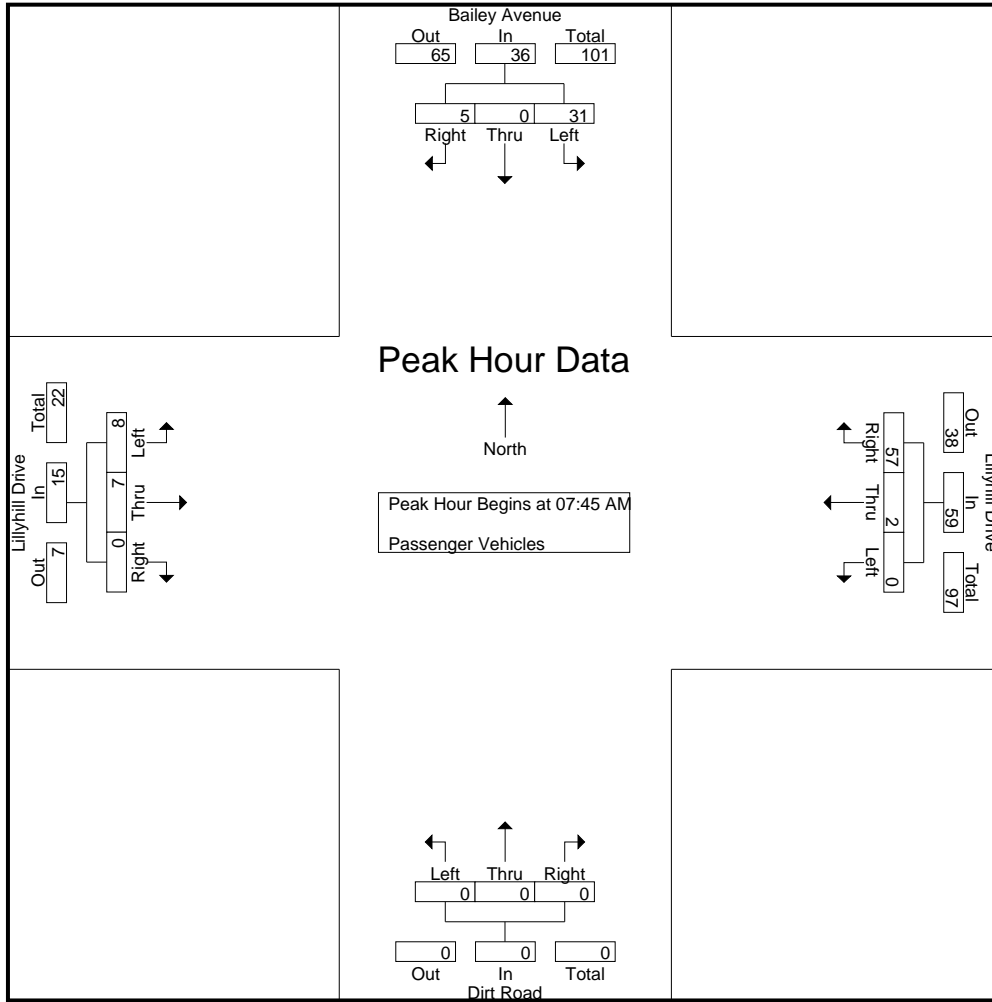 Bailey Avenue
Out In Total
65 36 101
5 0 31
Right Thru Left
Peak Hour Data
North
Peak Hour Begins at 07:45 AM
Passenger Vehicles
Lillyhill Drive
Total In Out
22 15 7
8 7 0
Left Thru Right
Lillyhill Drive
Out In Total
38 59 97
57 2 0
Right Thru Left
Left Thru Right
0 0 0
0 0 0
Out In Total
Dirt Road